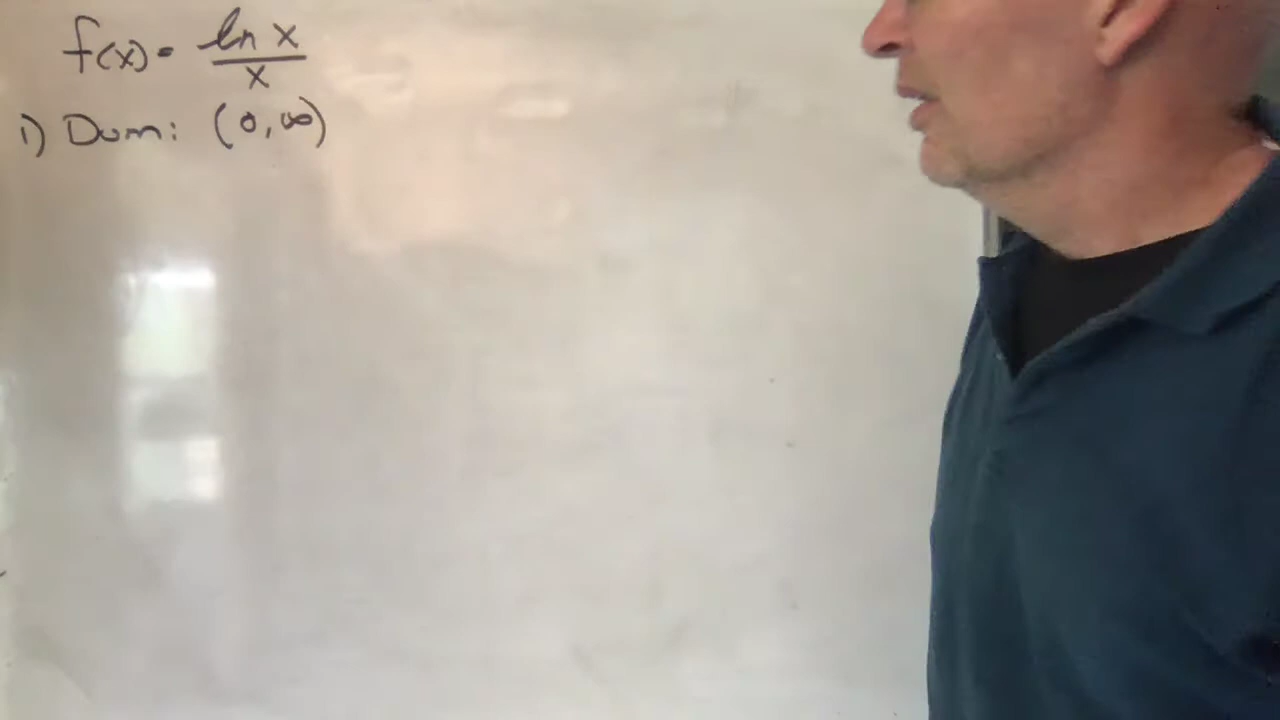 f(x) = ln x / x
1) Dom: (0, ∞)